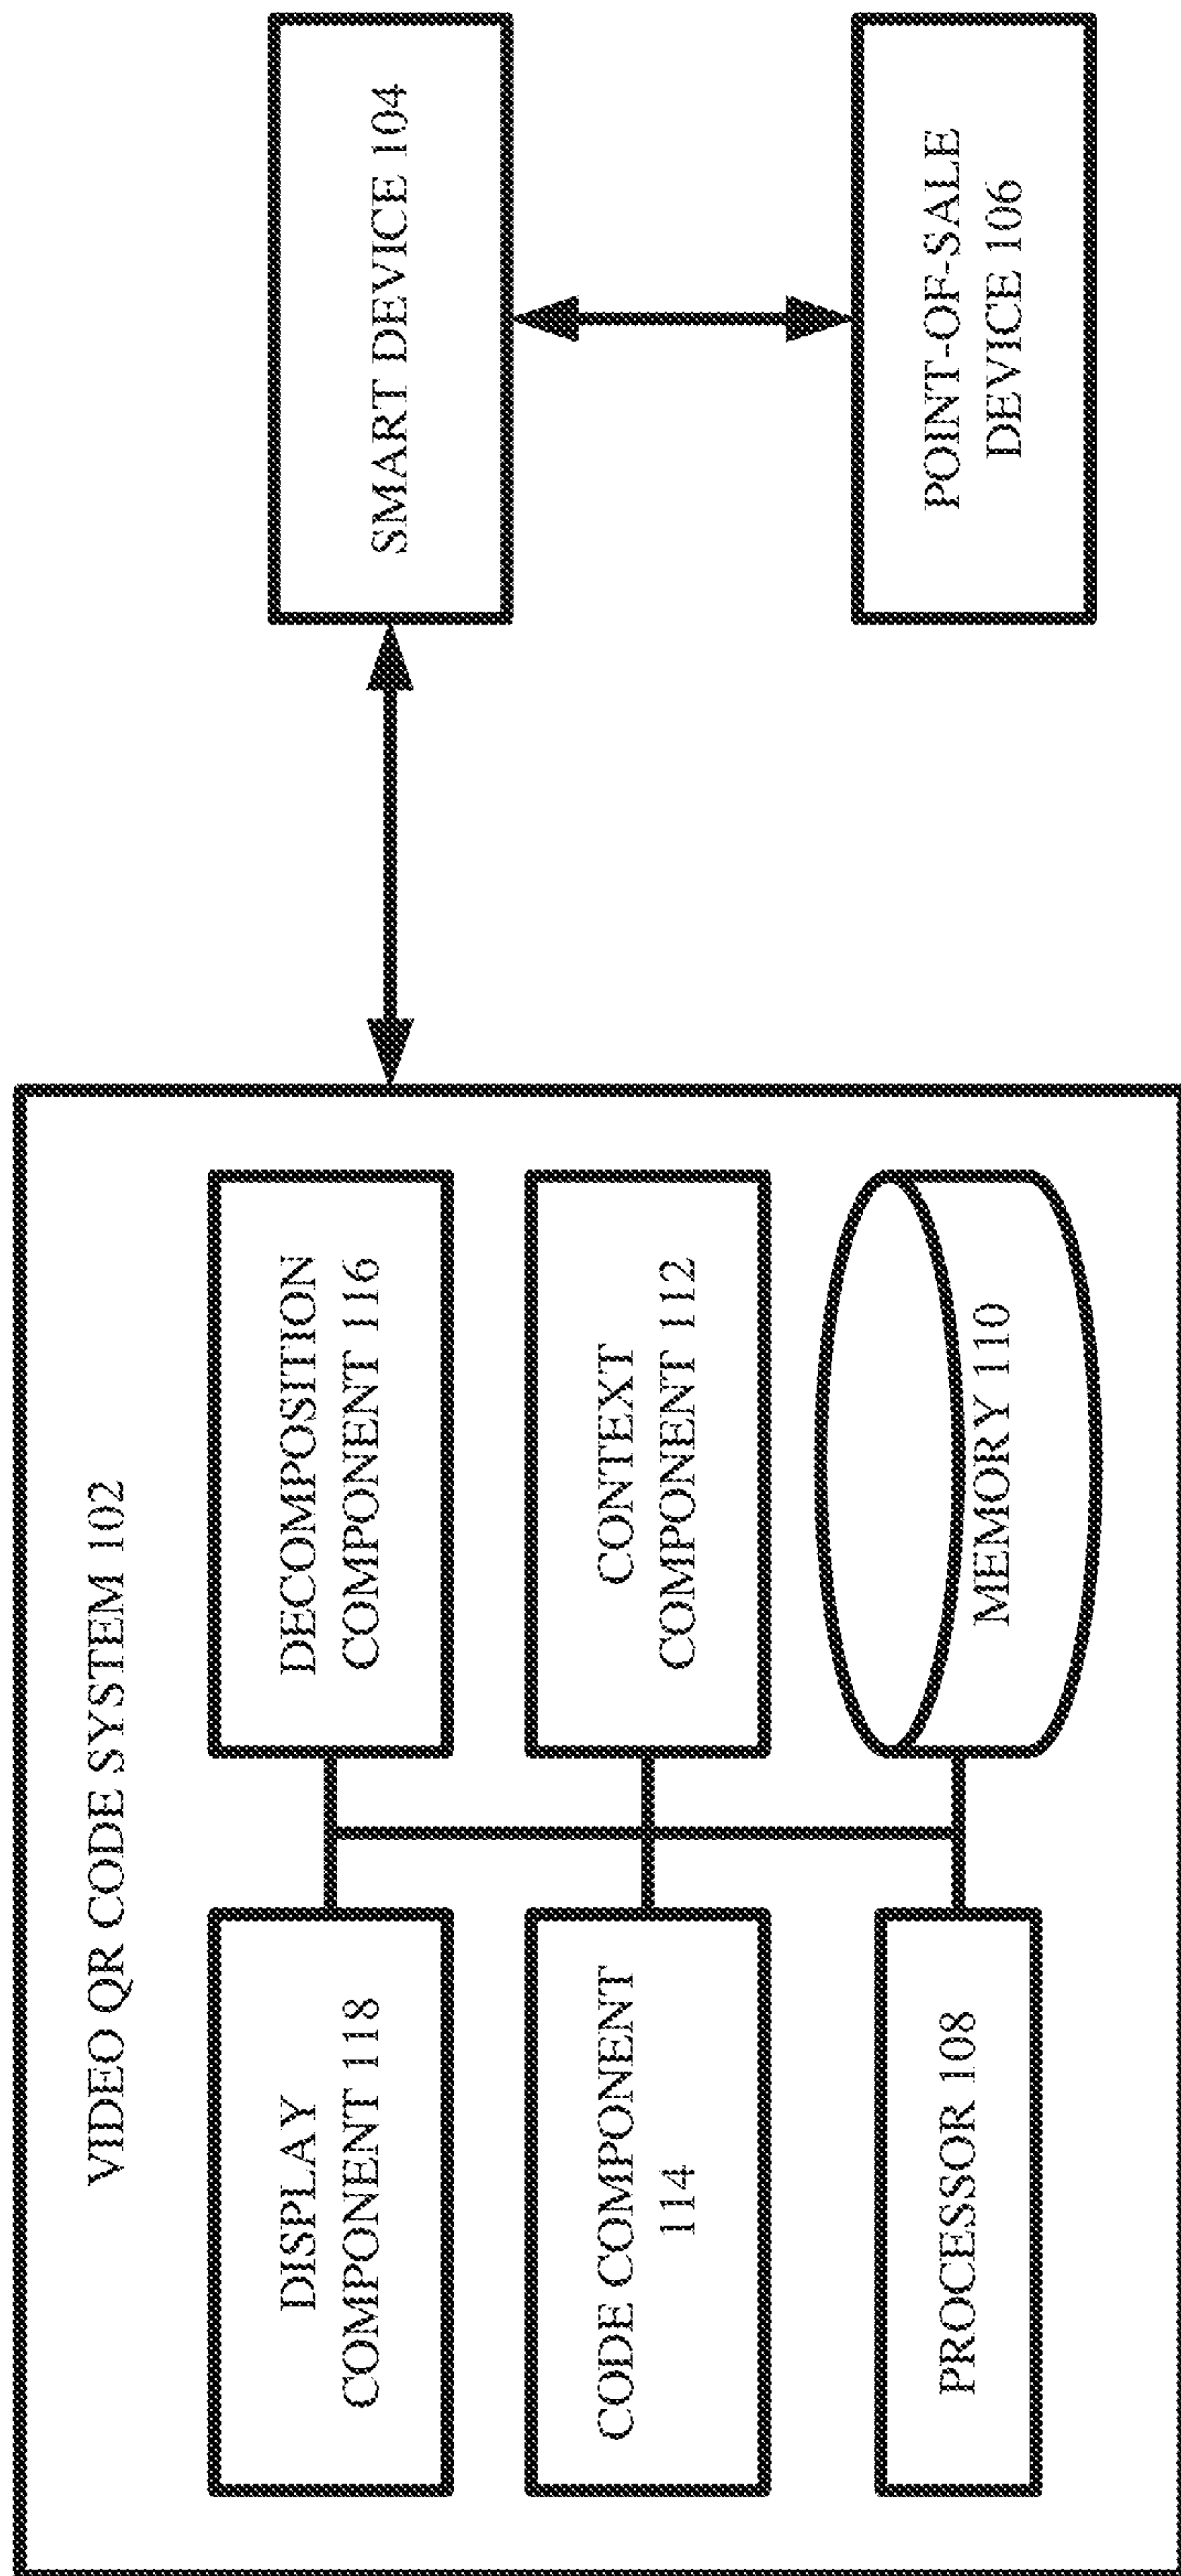 VIDEO QR CODE SYSTEM 102
DISPLAY
COMPONENT 118
DECOMPOSITION
COMPONENT 116
CODE COMPONENT
114
CONTEXT
COMPONENT 112
PROCESSOR 108
MEMORY 110
SMART DEVICE 104
POINT-OF-SALE
DEVICE 106